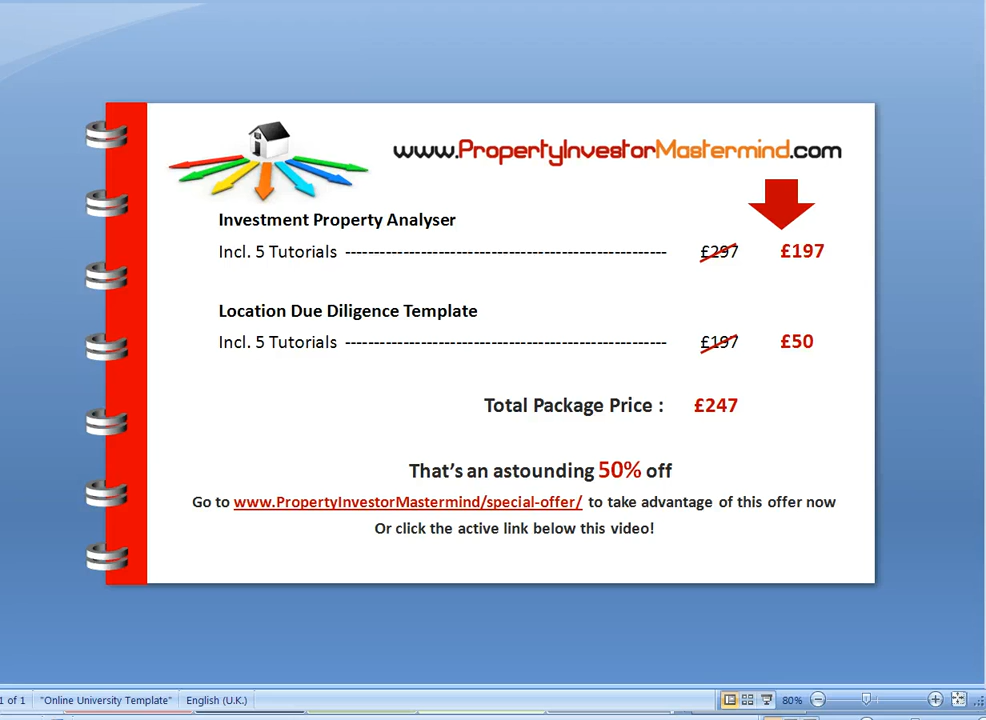 www.PropertyInvestorMastermind.com
Investment Property Analyser
Incl. 5 Tutorials ------------------------------------------------------- £297 £197
Location Due Diligence Template
Incl. 5 Tutorials ------------------------------------------------------- £197 £50
Total Package Price : £247
That's an astounding 50% off
Go to www.PropertyInvestorMastermind/special-offer/ to take advantage of this offer now
Or click the active link below this video!
1 of 1 "Online University Template" English (U.K.) 80%